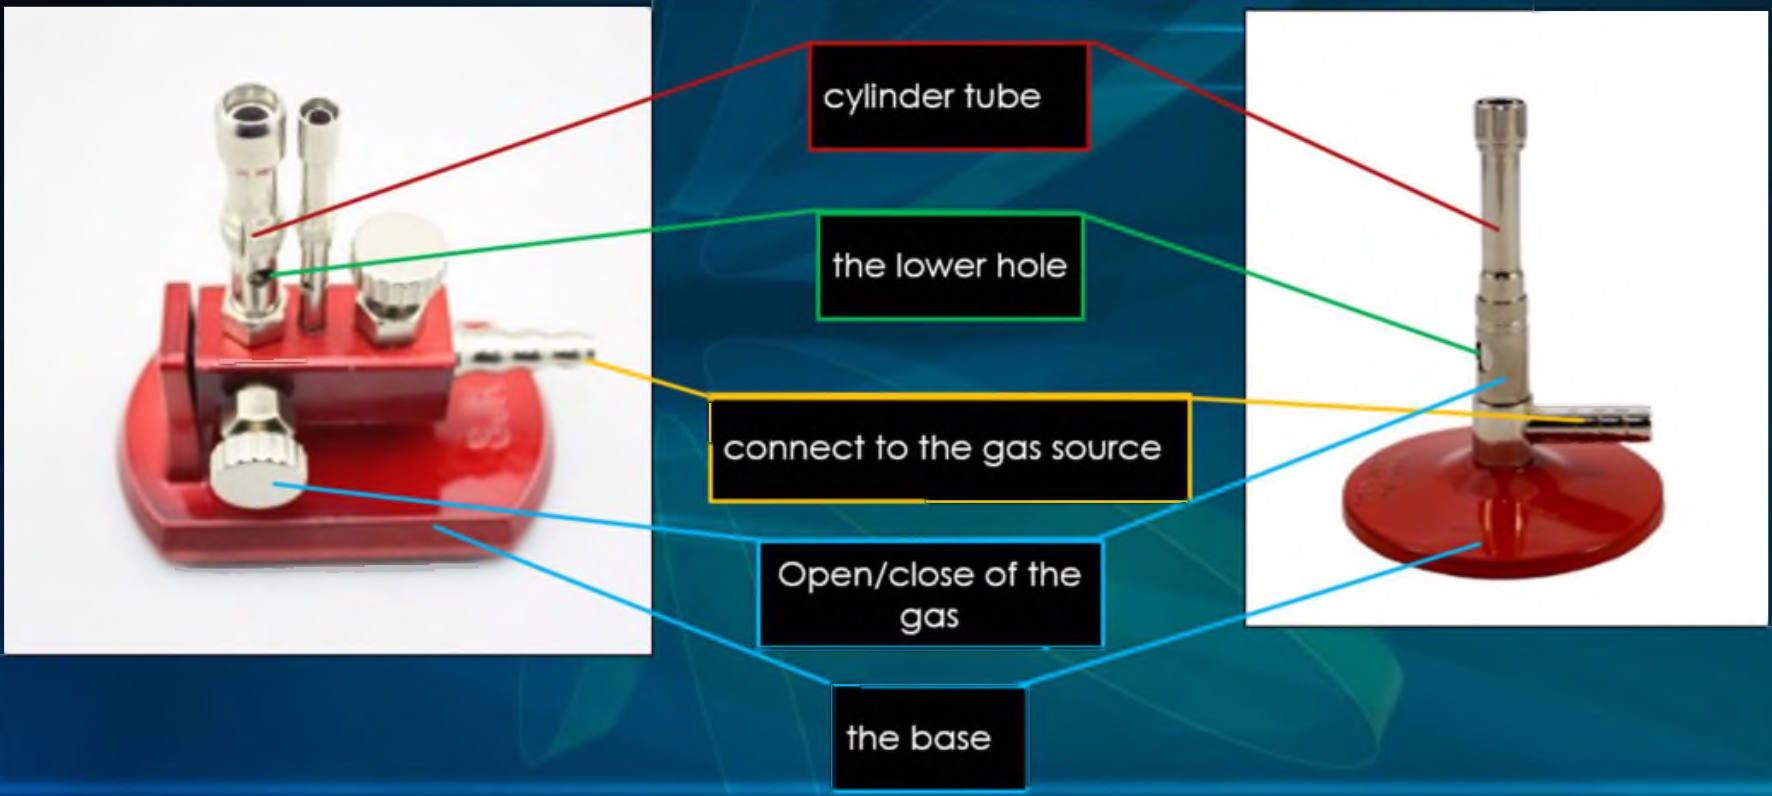 cylinder tube
the lower hole
connect to the gas source
Open/close of the
gas
the base